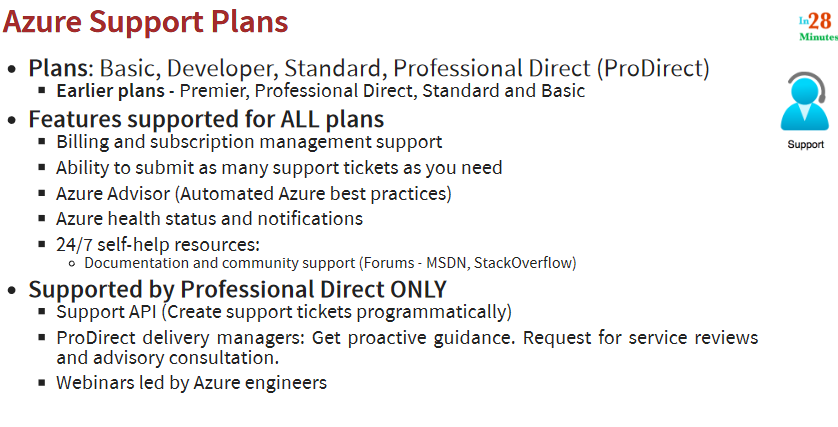 Azure Support Plans
In 28
Minutes
Plans: Basic, Developer, Standard, Professional Direct (ProDirect)
Earlier plans - Premier, Professional Direct, Standard and Basic
Features supported for ALL plans
Billing and subscription management support
Ability to submit as many support tickets as you need
Azure Advisor (Automated Azure best practices)
Azure health status and notifications
24/7 self-help resources:
Documentation and community support (Forums - MSDN, StackOverflow)
Supported by Professional Direct ONLY
Support API (Create support tickets programmatically)
ProDirect delivery managers: Get proactive guidance. Request for service reviews
and advisory consultation.
Webinars led by Azure engineers
Support